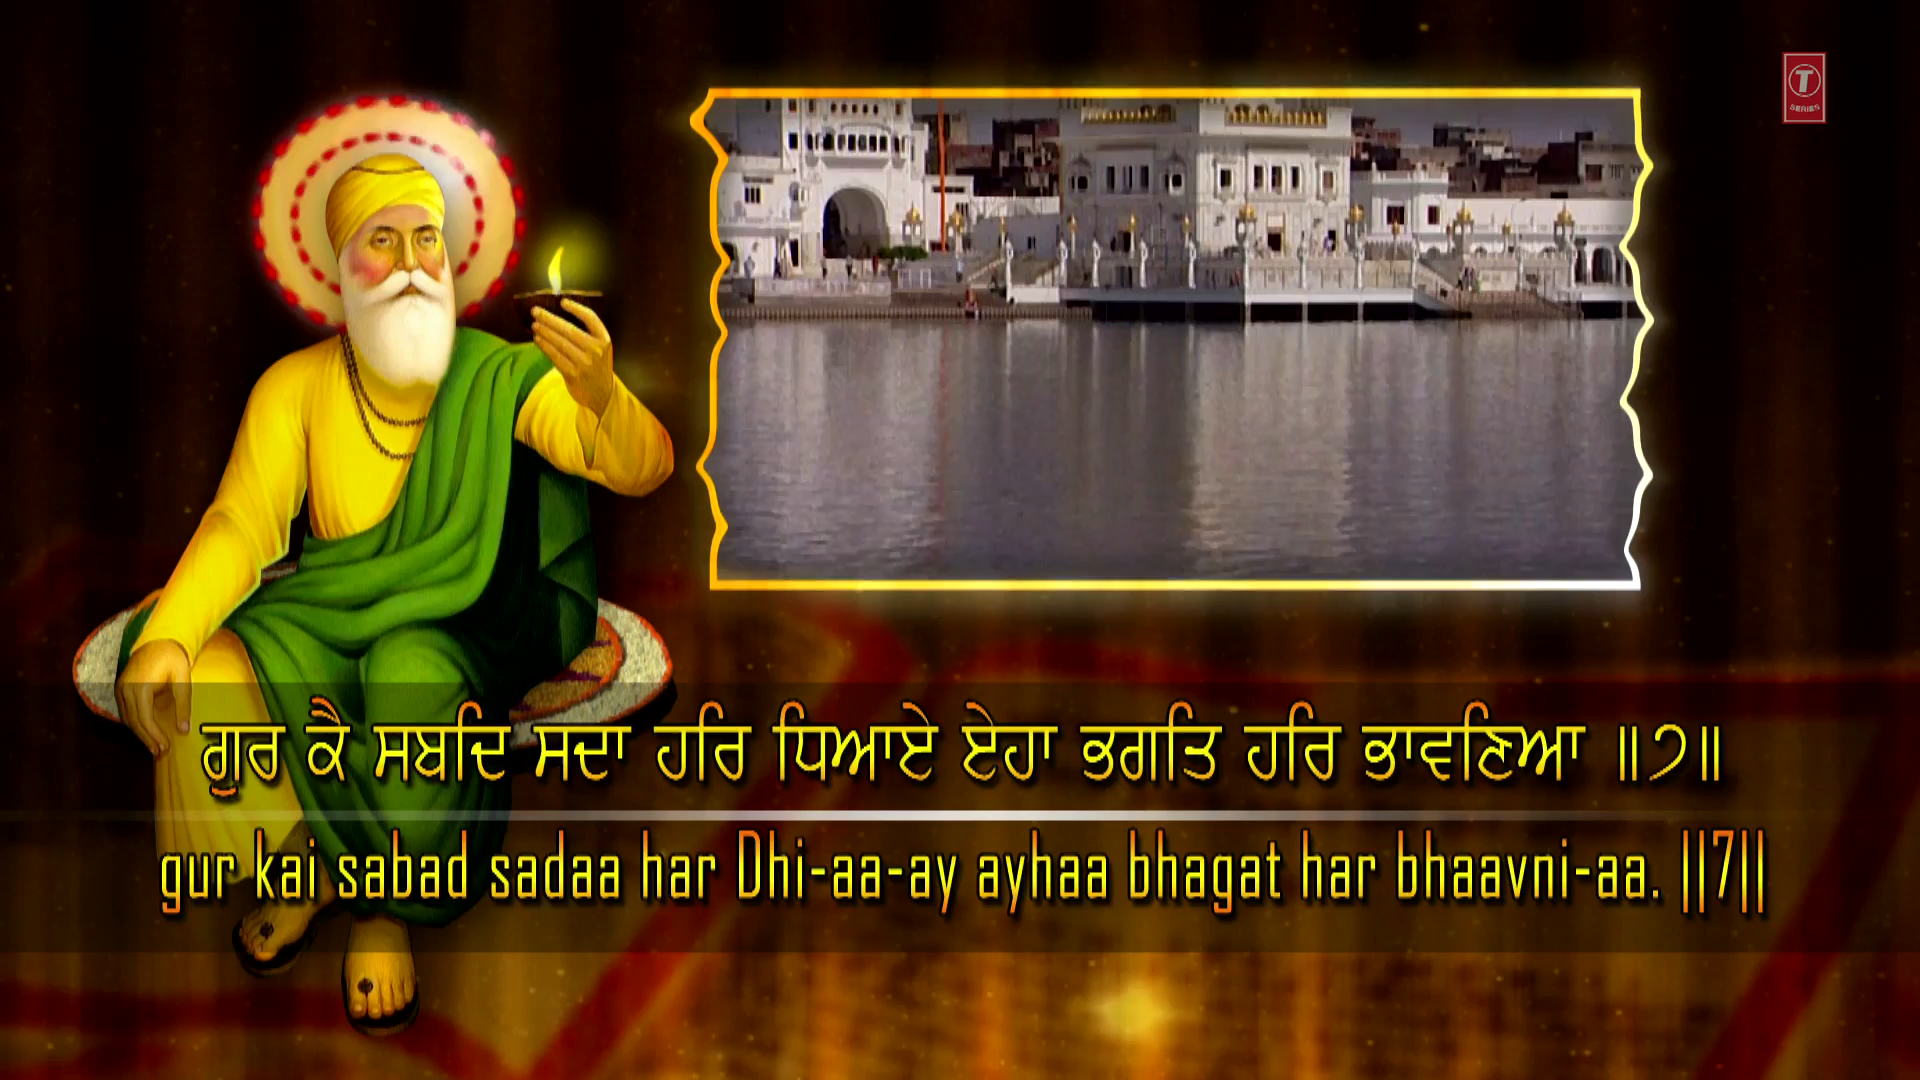 T
SERIES
ਗੁਰ ਕੈ ਸਬਦਿ ਸਦਾ ਹਰਿ ਧਿਆਏ ਏਹਾ ਭਗਤਿ ਹਰਿ ਭਾਵਣਿਆ ॥੭॥
gur kai sabad sadaa har Dhi-aa-ay ayhaa bhagat har bhaavni-aa. ||7||